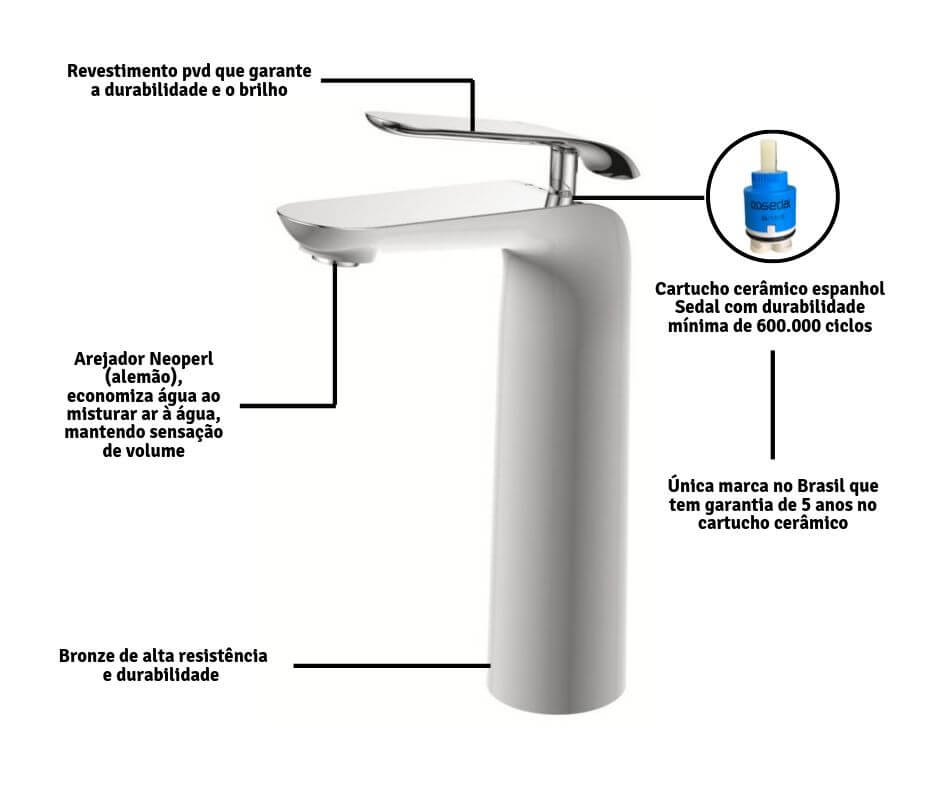 Revestimento pvd que garante
a durabilidade e o brilho
Cartucho cerâmico espanhol
Sedal com durabilidade
mínima de 600.000 ciclos
Arejador Neoperl
(alemão),
economiza água ao
misturar ar à água,
mantendo sensação
de volume
Única marca no Brasil que
tem garantia de 5 anos no
cartucho cerâmico
Bronze de alta resistência
e durabilidade